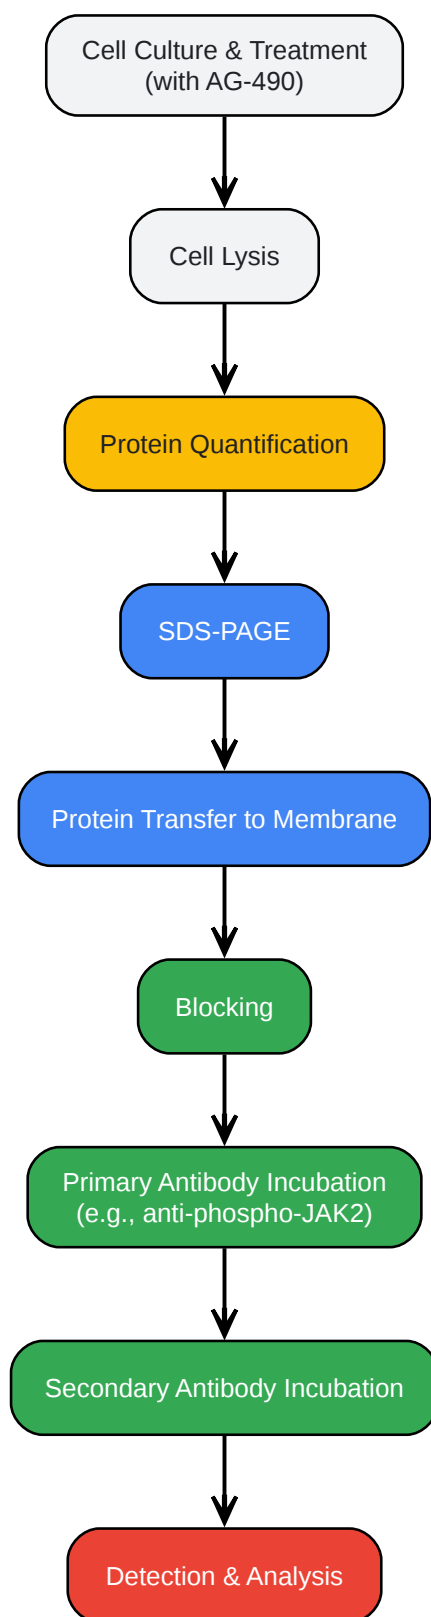 Cell Culture & Treatment
(with AG-490)
Cell Lysis
Protein Quantification
SDS-PAGE
Protein Transfer to Membrane
Blocking
Primary Antibody Incubation
(e.g., anti-phospho-JAK2)
Secondary Antibody Incubation
Detection & Analysis